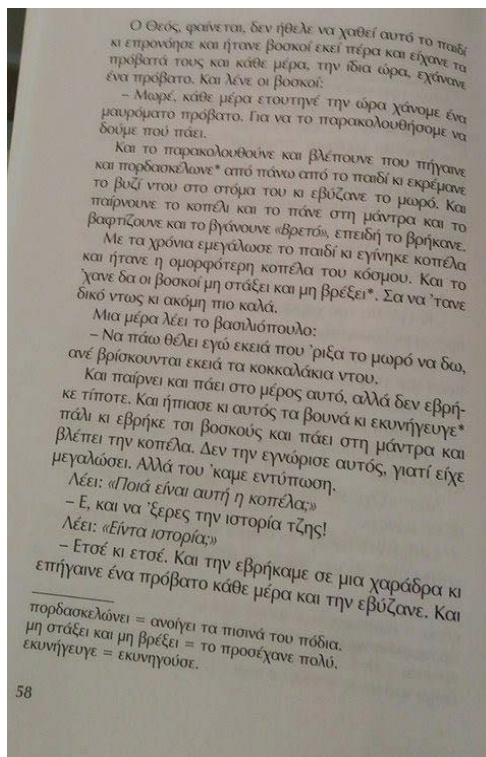 Ο Θεός, φαίνεται, δεν ήθελε να χαθεί αυτό το παιδί
κι επρονόησε και ήτανε βοσκοί εκεί πέρα και είχανε τα
πρόβατά τους και κάθε μέρα, την ίδια ώρα, εχάνανε
ένα πρόβατο. Και λένε οι βοσκοί:
– Μωρέ, κάθε μέρα ετουτηνέ την ώρα χάνομε ένα
μαυρόματο πρόβατο. Για να το παρακολουθήσομε να
δούμε πού πάει.
Και το παρακολουθούνε και βλέπουνε που πήγαινε
και πορδασκέλωνε* από πάνω από το παιδί κι εκρέμανε
το βυζί ντου στο στόμα του κι εβύζανε το μωρό. Και
παίρνουνε το κοπέλι και το πάνε στη μάντρα και το
βαφτίζουνε και το βγάνουνε «Βρετό», επειδή το βρήκανε.
Με τα χρόνια εμεγάλωσε το παιδί κι εγίνηκε κοπέλα
και ήτανε η ομορφότερη κοπέλα του κόσμου. Και το
’χανε δα οι βοσκοί μη στάξει και μη βρέξει*. Σα να ’τανε
δικό ντως κι ακόμη πιο καλά.
Μια μέρα λέει το βασιλιόπουλο:
– Να πάω θέλει εγώ εκειά που ’ριξα το μωρό να δω,
ανέ βρίσκουνται εκειά τα κοκκαλάκια ντου.
Και παίρνει και πάει στο μέρος αυτό, αλλά δεν εβρή-
κε τίποτε. Και ήπιασε κι αυτός τα βουνά κι εκυνήγευγε*
πάλι κι εβρήκε τσι βοσκούς και πάει στη μάντρα και
βλέπει την κοπέλα. Δεν την εγνώρισε αυτός, γιατί είχε
μεγαλώσει. Αλλά του ’καμε εντύπωση.
Λέει: «Ποιά είναι αυτή η κοπέλα;»
– Ε, και να ’ξερες την ιστορία τζης!
Λέει: «Είντα ιστορία;»
– Ετσέ κι ετσέ. Και την εβρήκαμε σε μια χαράδρα κι
επήγαινε ένα πρόβατο κάθε μέρα και την εβύζανε. Και
πορδασκελώνει = ανοίγει τα πισινά του πόδια.
μη στάξει και μη βρέξει = το προσέχανε πολύ.
εκυνήγευγε = εκυνηγούσε.
58